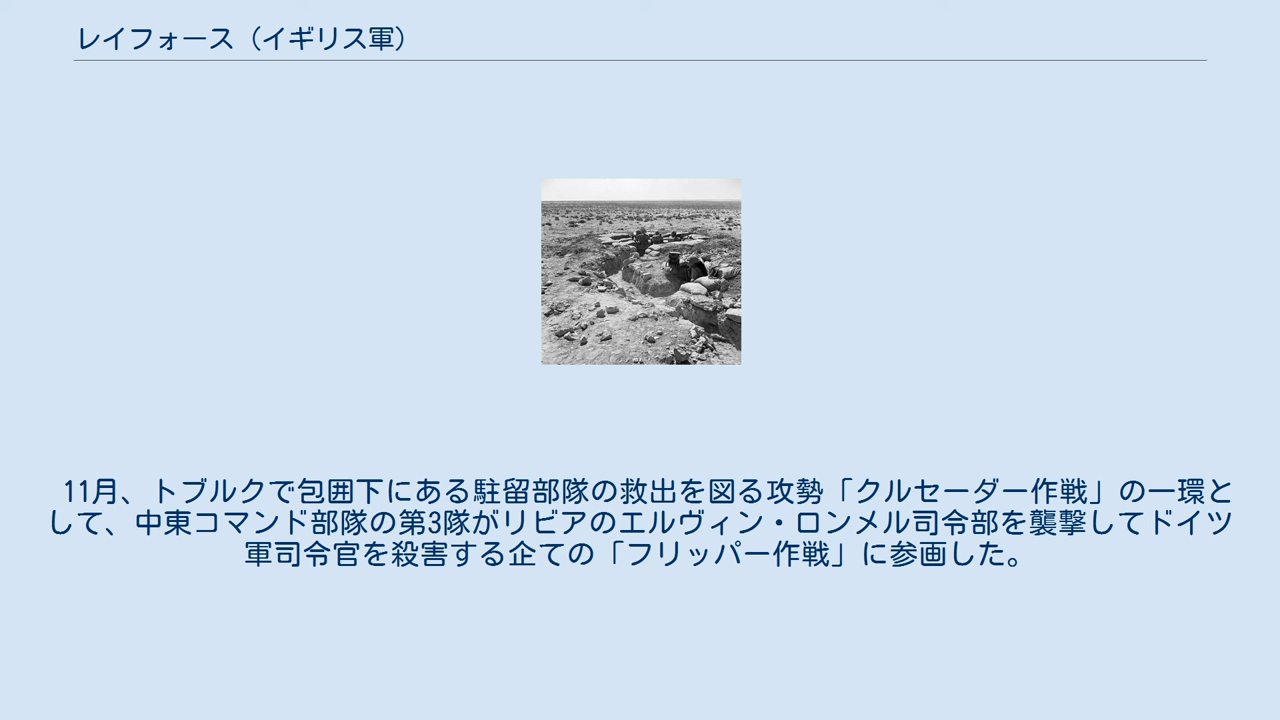 レイフォース（イギリス軍）
11月、トブルクで包囲下にある駐留部隊の救出を図る攻勢「クルセーダー作戦」の一環と
して、中東コマンド部隊の第3隊がリビアのエルヴィン・ロンメル司令部を襲撃してドイツ
軍司令官を殺害する企ての「フリッパー作戦」に参画した。